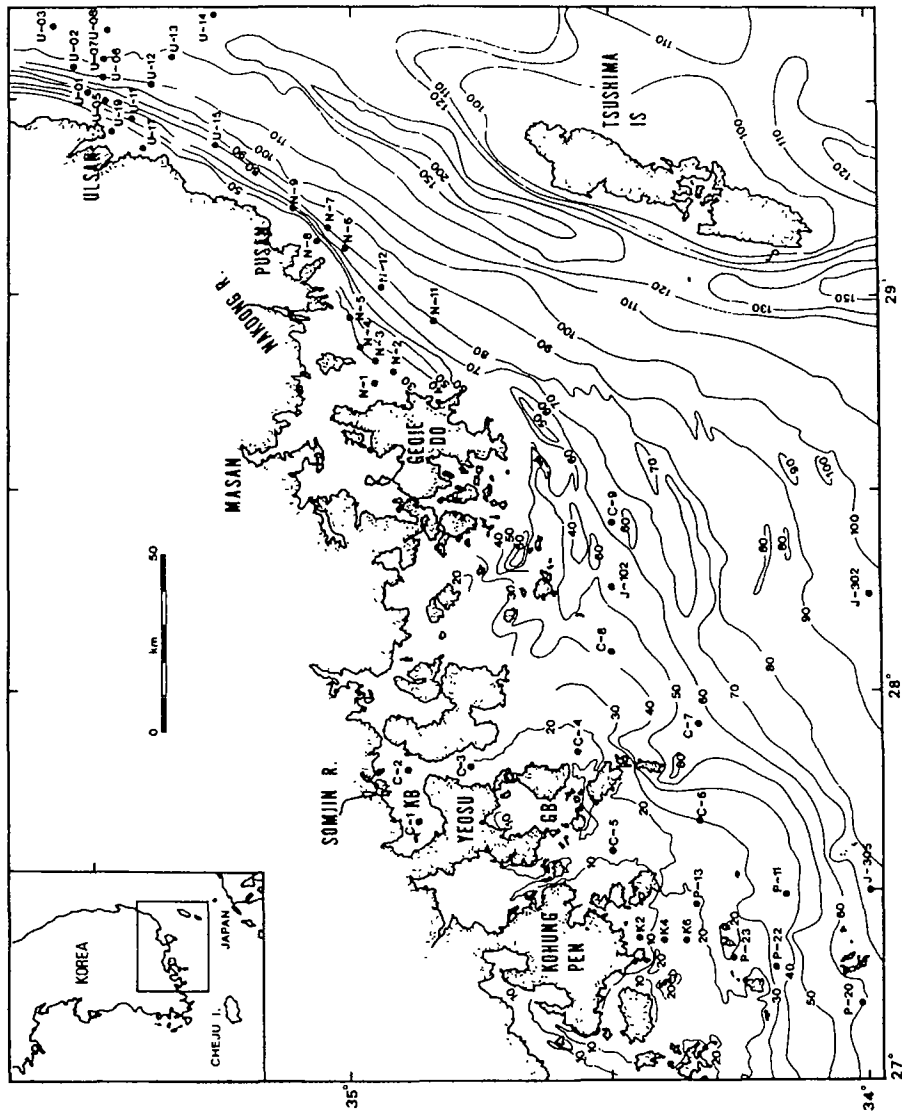 KOREA
CHEJU I.
JAPAN
0
50
km
SOMJIN R.
MASAN
NAKDONG R.
PUSAN
ULSAN
U-03
U-02
U-01
U-07
U-08
U-05
U-06
U-19
U-11
U-12
U-13
U-14
U-17
U-15
N-9
N-8
N-7
N-6
N-12
N-5
N-4
N-3
N-2
N-1
N-11
35°
C-2
C-1
KB
YEOSU
C-3
GB
C-4
C-5
KOHUNG
PEN
GEOJE
DO
TSUSHIMA
IS
K2
K4
K6
P-13
C-6
C-7
C-8
J-102
C-9
P-23
P-22
P-11
P-20
J-305
J-302
34°
27°
28°
29°
10
20
30
40
50
60
70
80
90
100
110
120
130
150
200